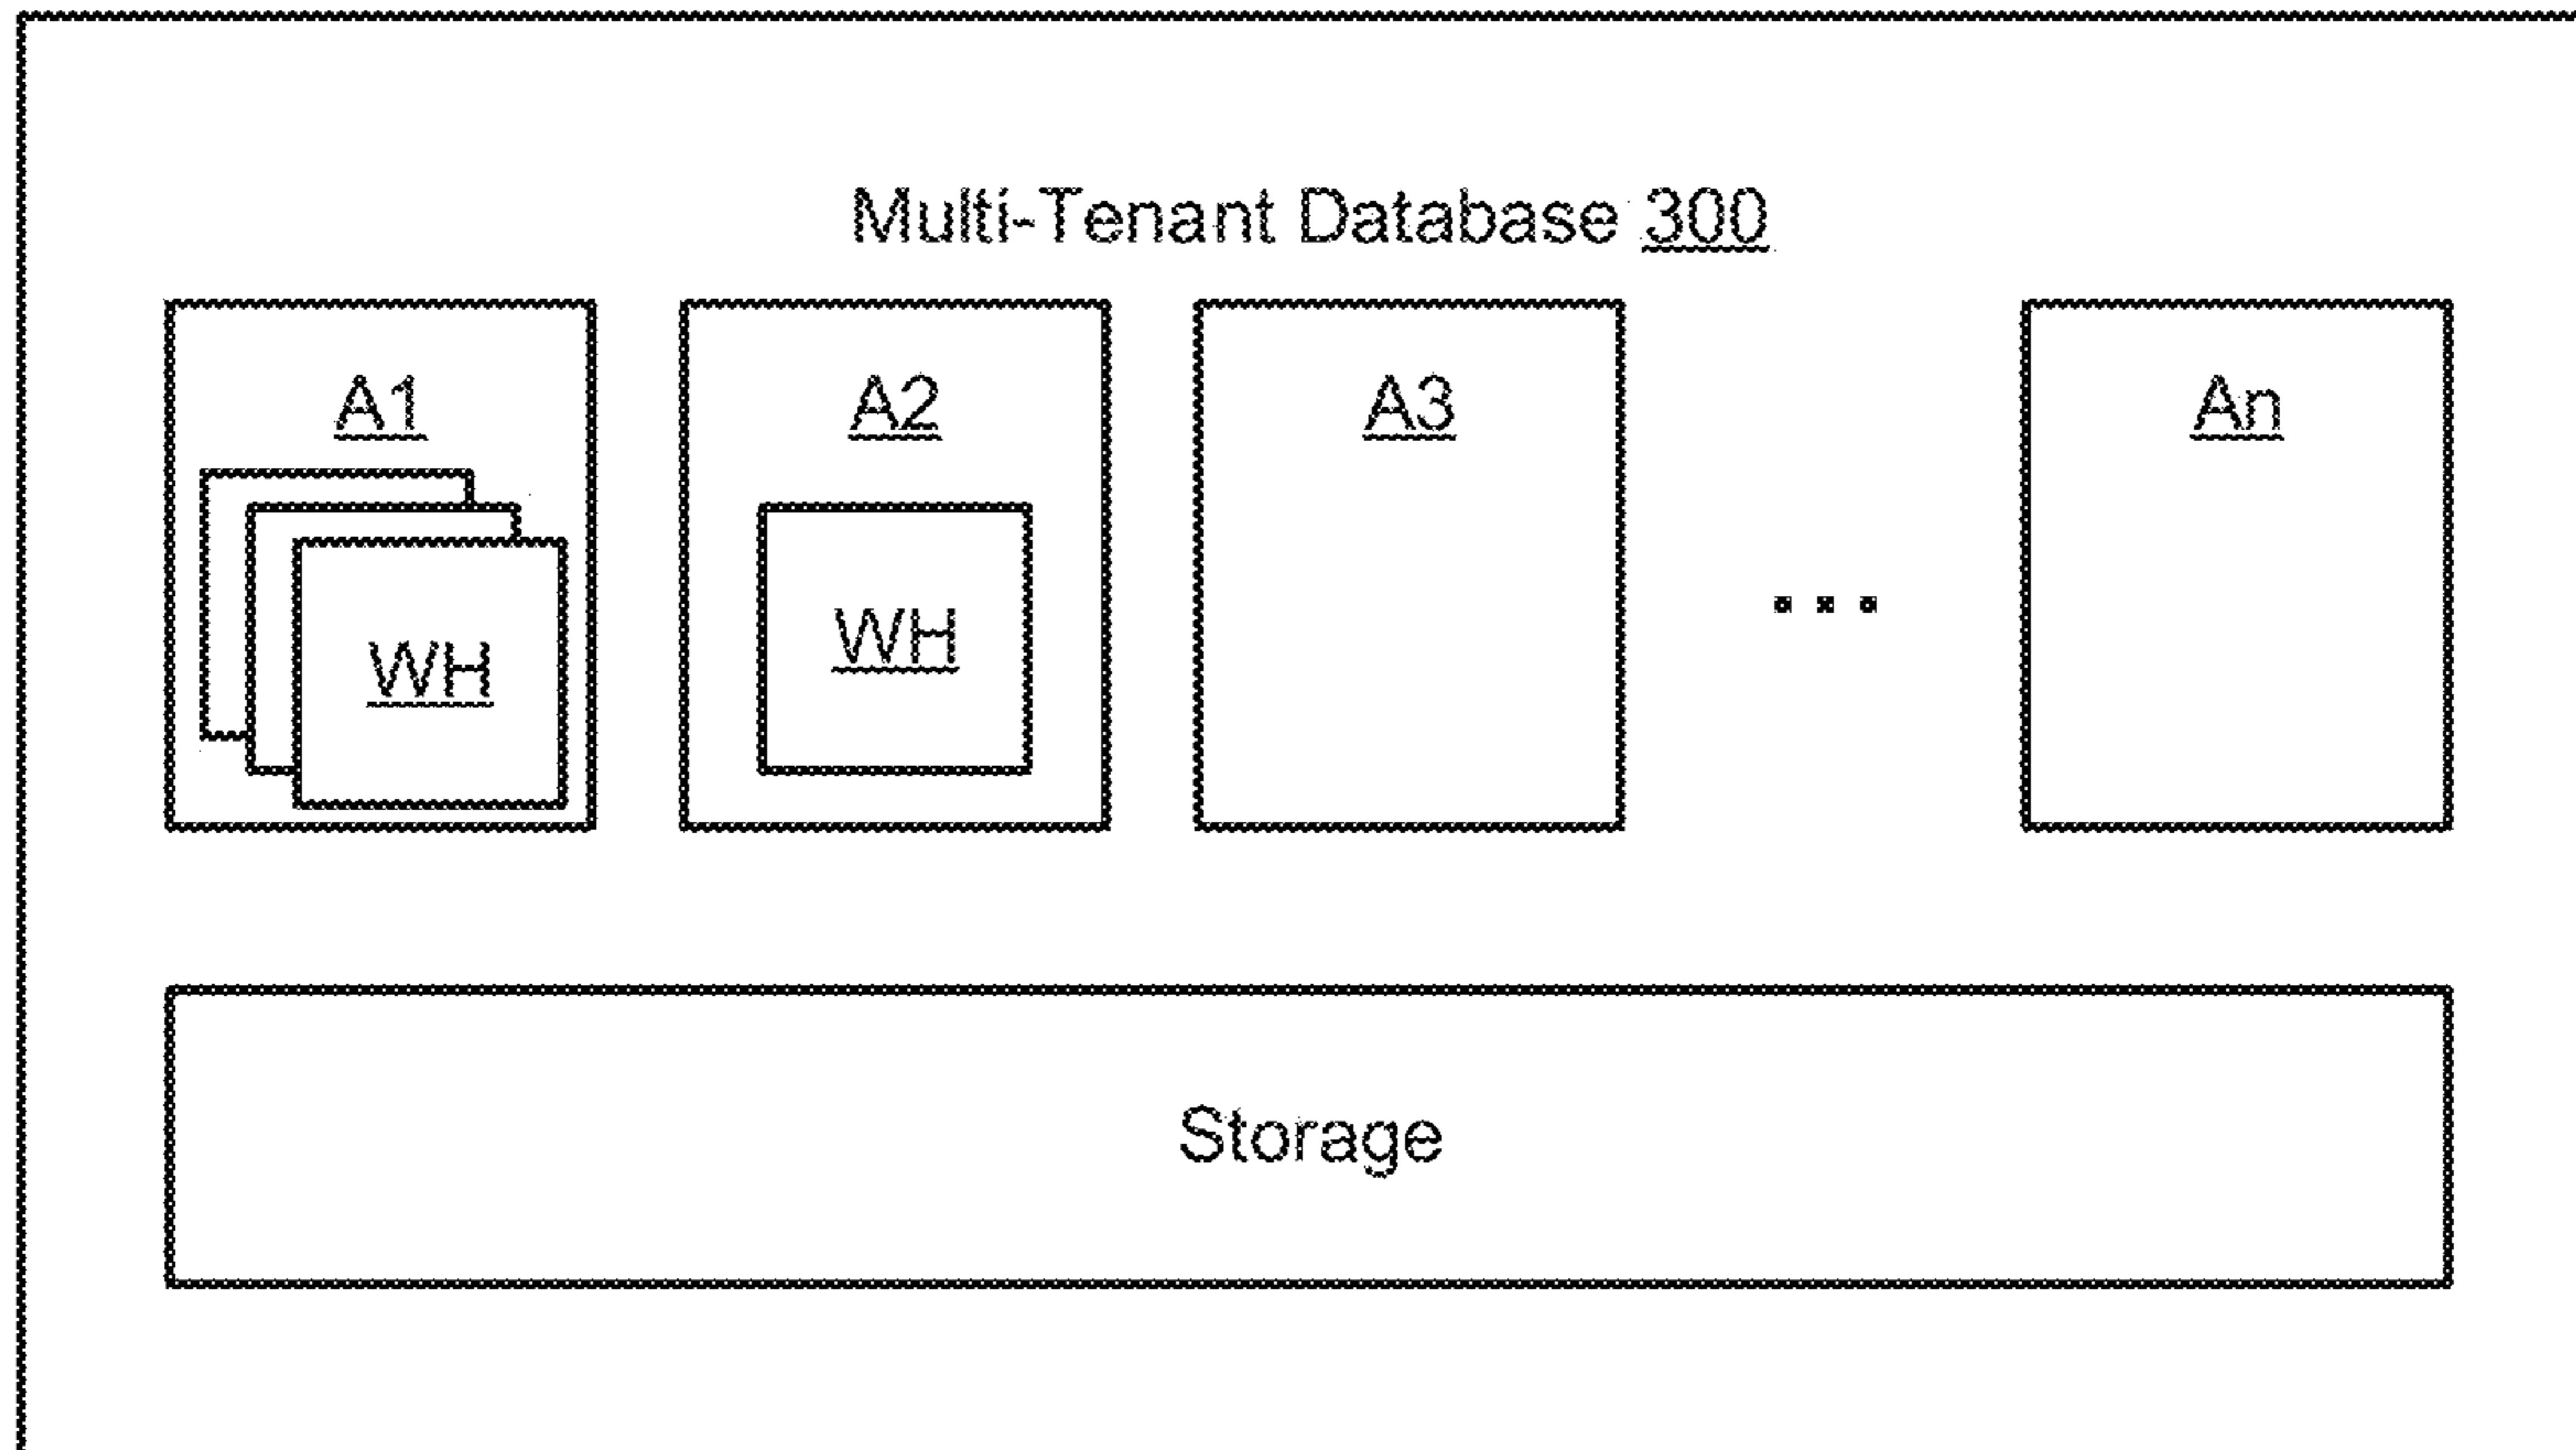 Multi-Tenant Database 300
A1 A2 A3 An
...
WH WH
Storage